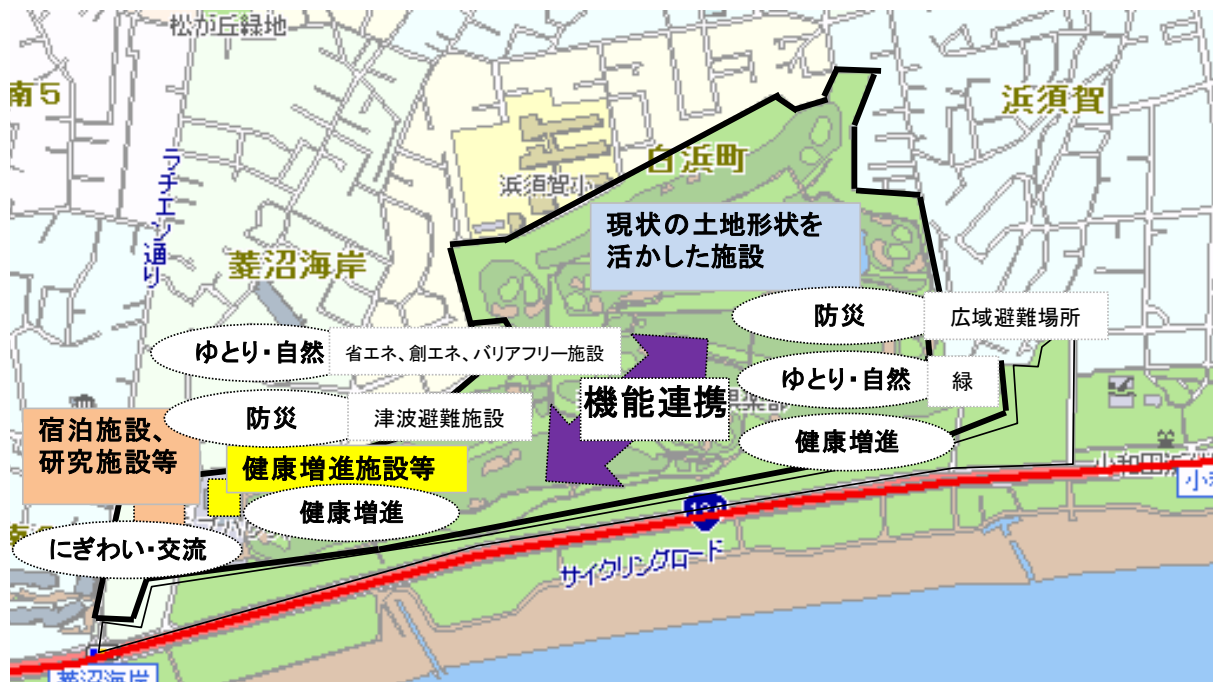 松が丘緑地
南5
浜須賀
白浜町
ラチエン通り
浜須賀小
現状の土地形状を
活かした施設
菱沼海岸
防災
広域避難場所
ゆとり・自然
省エネ、創エネ、バリアフリー施設
ゆとり・自然
緑
機能連携
防災
津波避難施設
宿泊施設、
研究施設等
健康増進
健康増進施設等
健康増進
にぎわい・交流
サイクリングロード
菱沼海岸